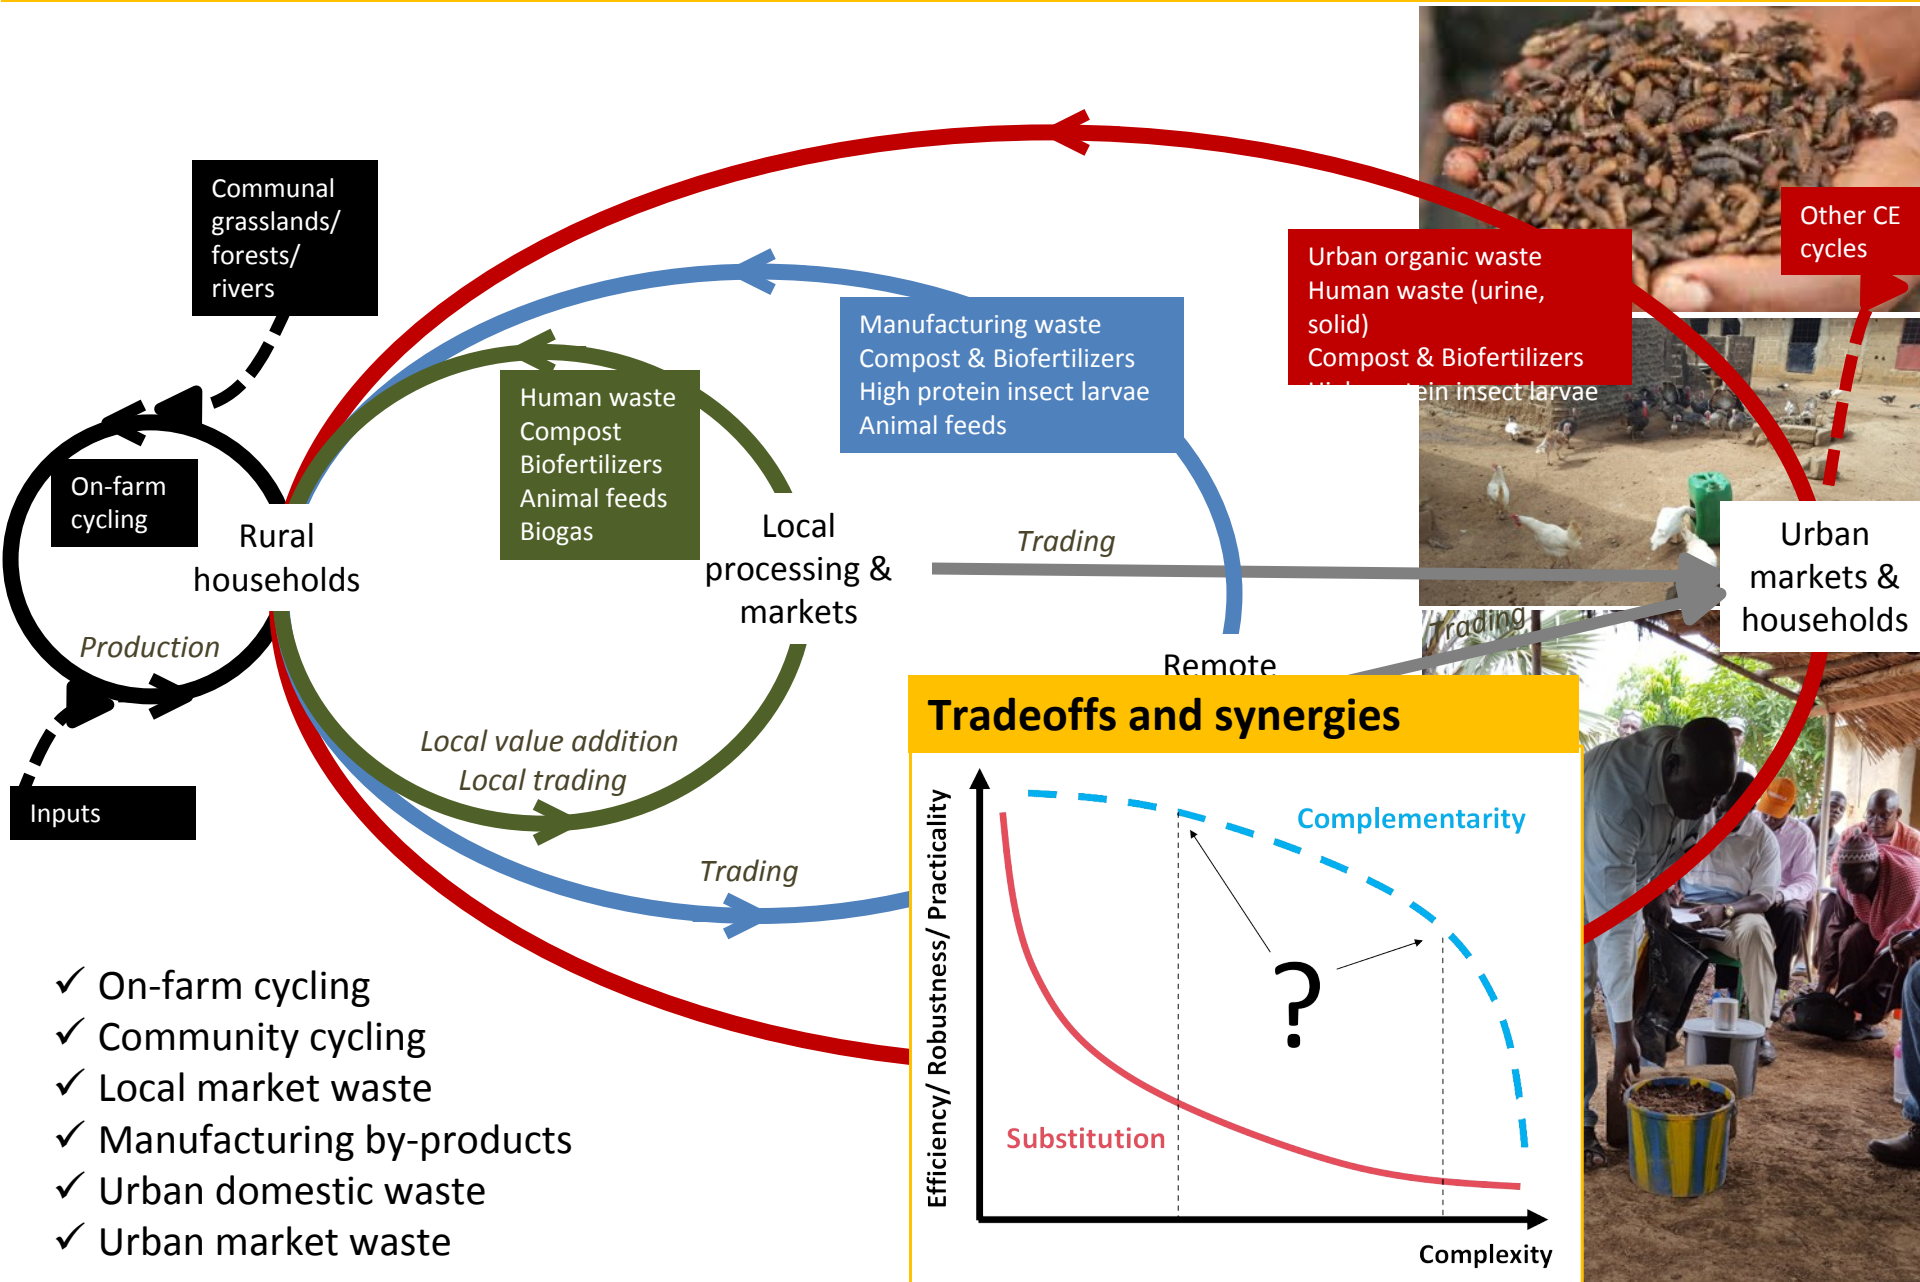 Communal
grasslands/
forests/
rivers
On-farm
cycling
Rural
households
Production
Inputs
Human waste
Compost
Biofertilizers
Animal feeds
Biogas
Local
processing &
markets
Local value addition
Local trading
Manufacturing waste
Compost & Biofertilizers
High protein insect larvae
Animal feeds
Trading
Trading
Remote
Urban organic waste
Human waste (urine,
solid)
Compost & Biofertilizers
insect larvae
Other CE
cycles
Trading
Urban
markets &
households
✓ On-farm cycling
✓ Community cycling
✓ Local market waste
✓ Manufacturing by-products
✓ Urban domestic waste
✓ Urban market waste
Tradeoffs and synergies
Efficiency/ Robustness/ Practicality
Complementarity
?
Substitution
Complexity